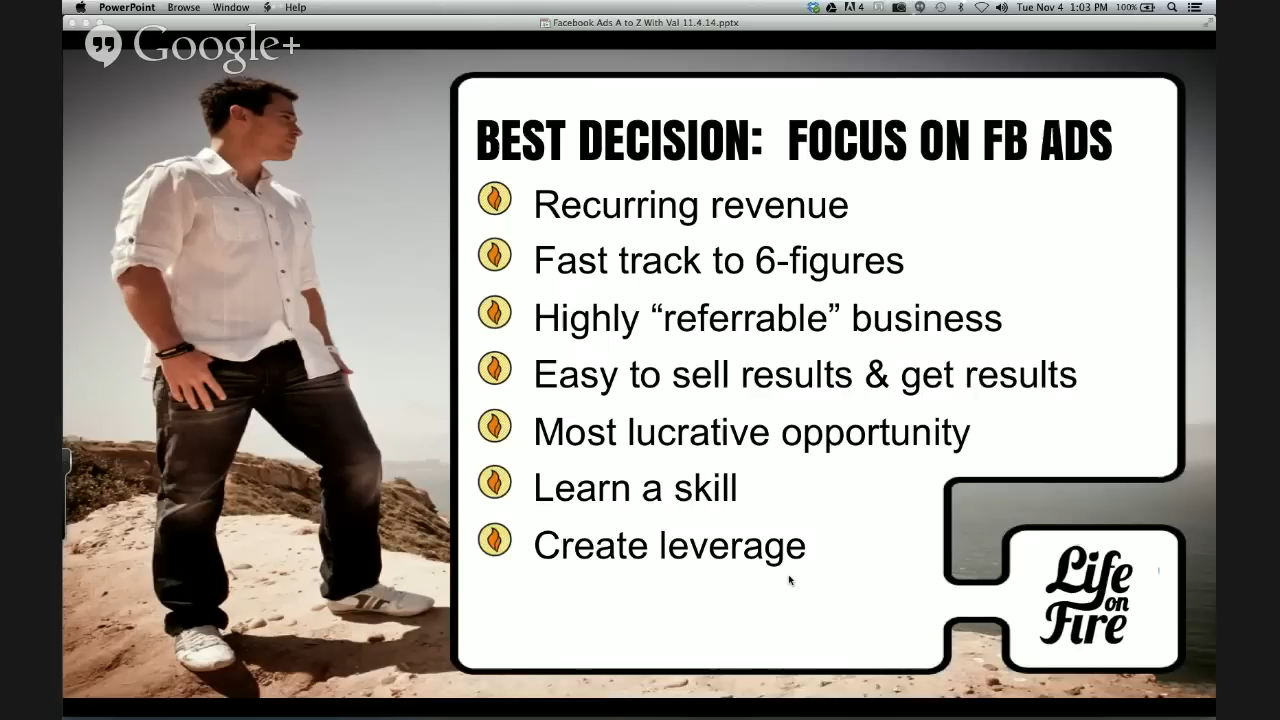 PowerPoint Browse Window Help
4 Tue Nov 4 1:03 PM 100%
Facebook Ads A to Z With Val 11.4.14.pptx
Google+
BEST DECISION: FOCUS ON FB ADS
Recurring revenue
Fast track to 6-figures
Highly “referrable” business
Easy to sell results & get results
Most lucrative opportunity
Learn a skill
Create leverage
Life
on
Fire